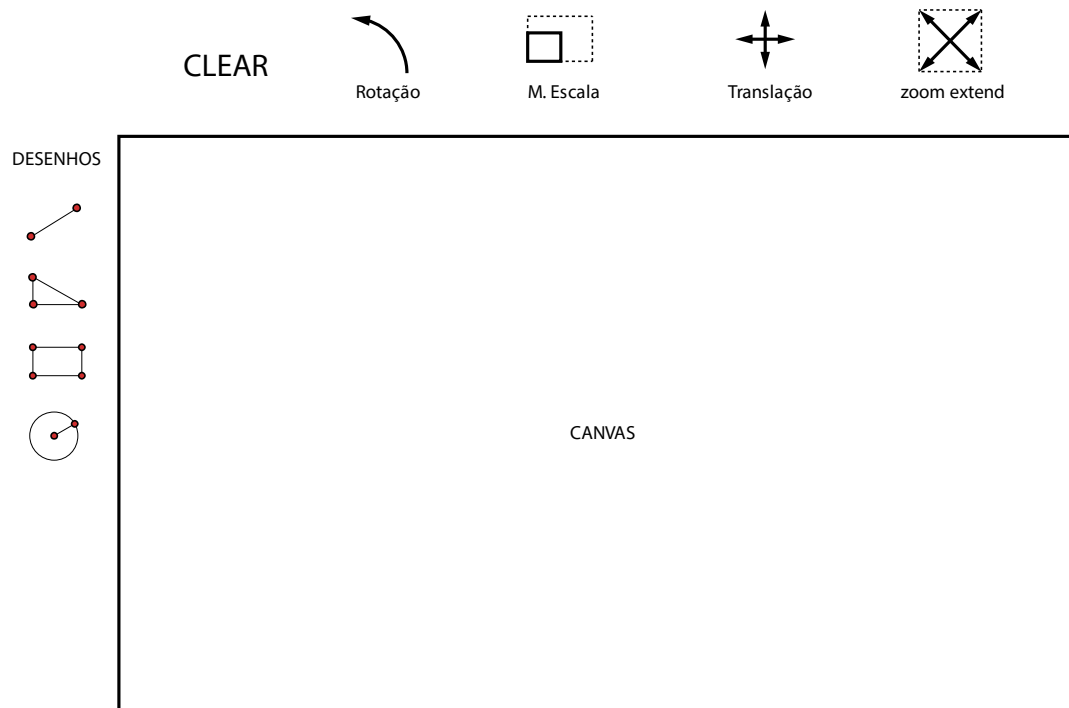 CLEAR
Rotação
M. Escala
Translação
zoom extend
DESENHOS
CANVAS